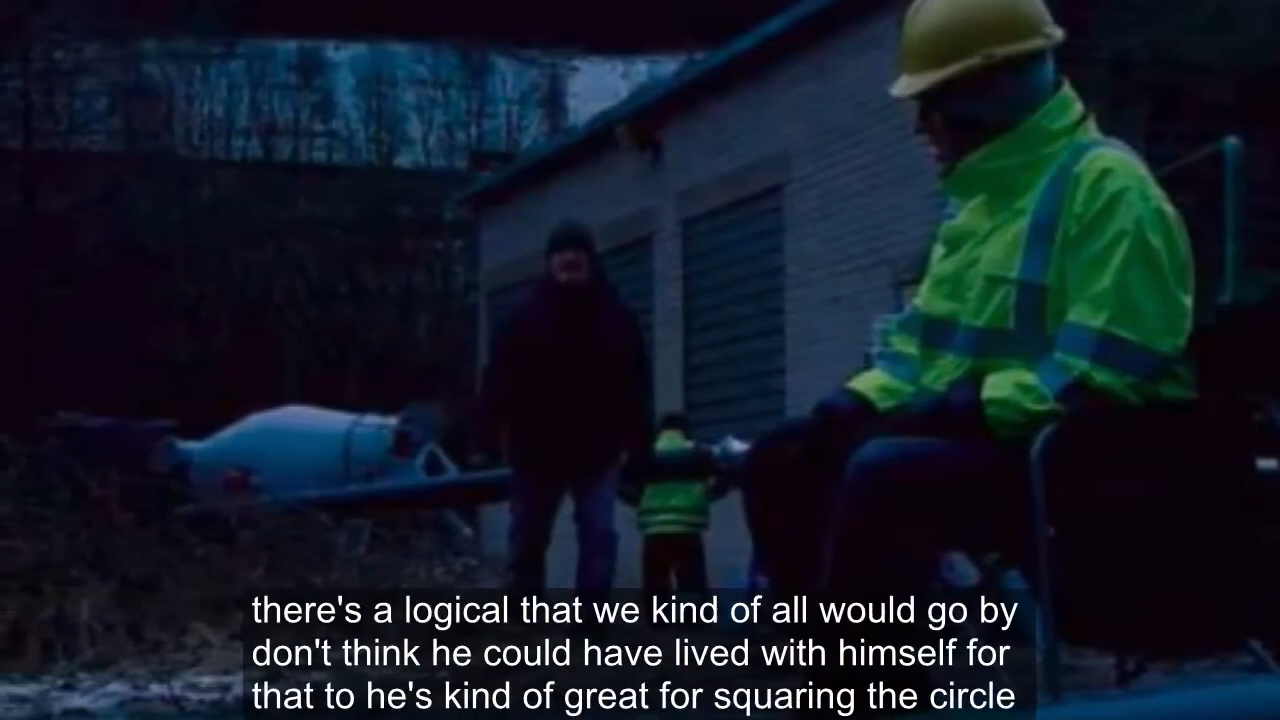 there's a logical that we kind of all would go by
don't think he could have lived with himself for
that to he's kind of great for squaring the circle